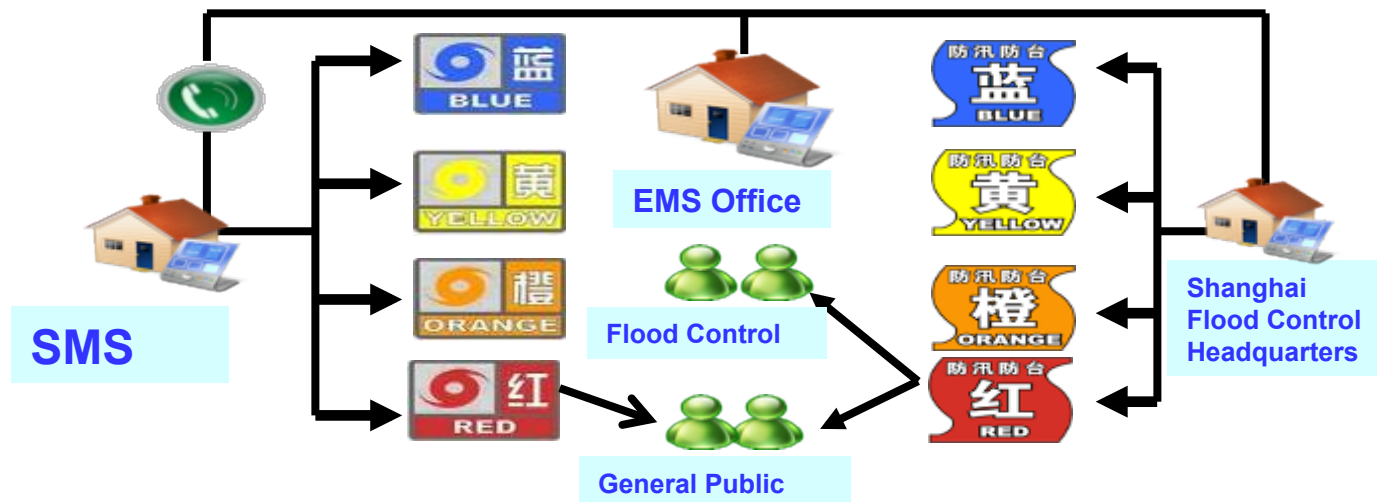 蓝
BLUE
黄
YELLOW
橙
ORANGE
红
RED
SMS
EMS Office
Flood Control
General Public
防汛防台
蓝
BLUE
防汛防台
黄
YELLOW
防汛防台
橙
ORANGE
防汛防台
红
RED
Shanghai
Flood Control
Headquarters